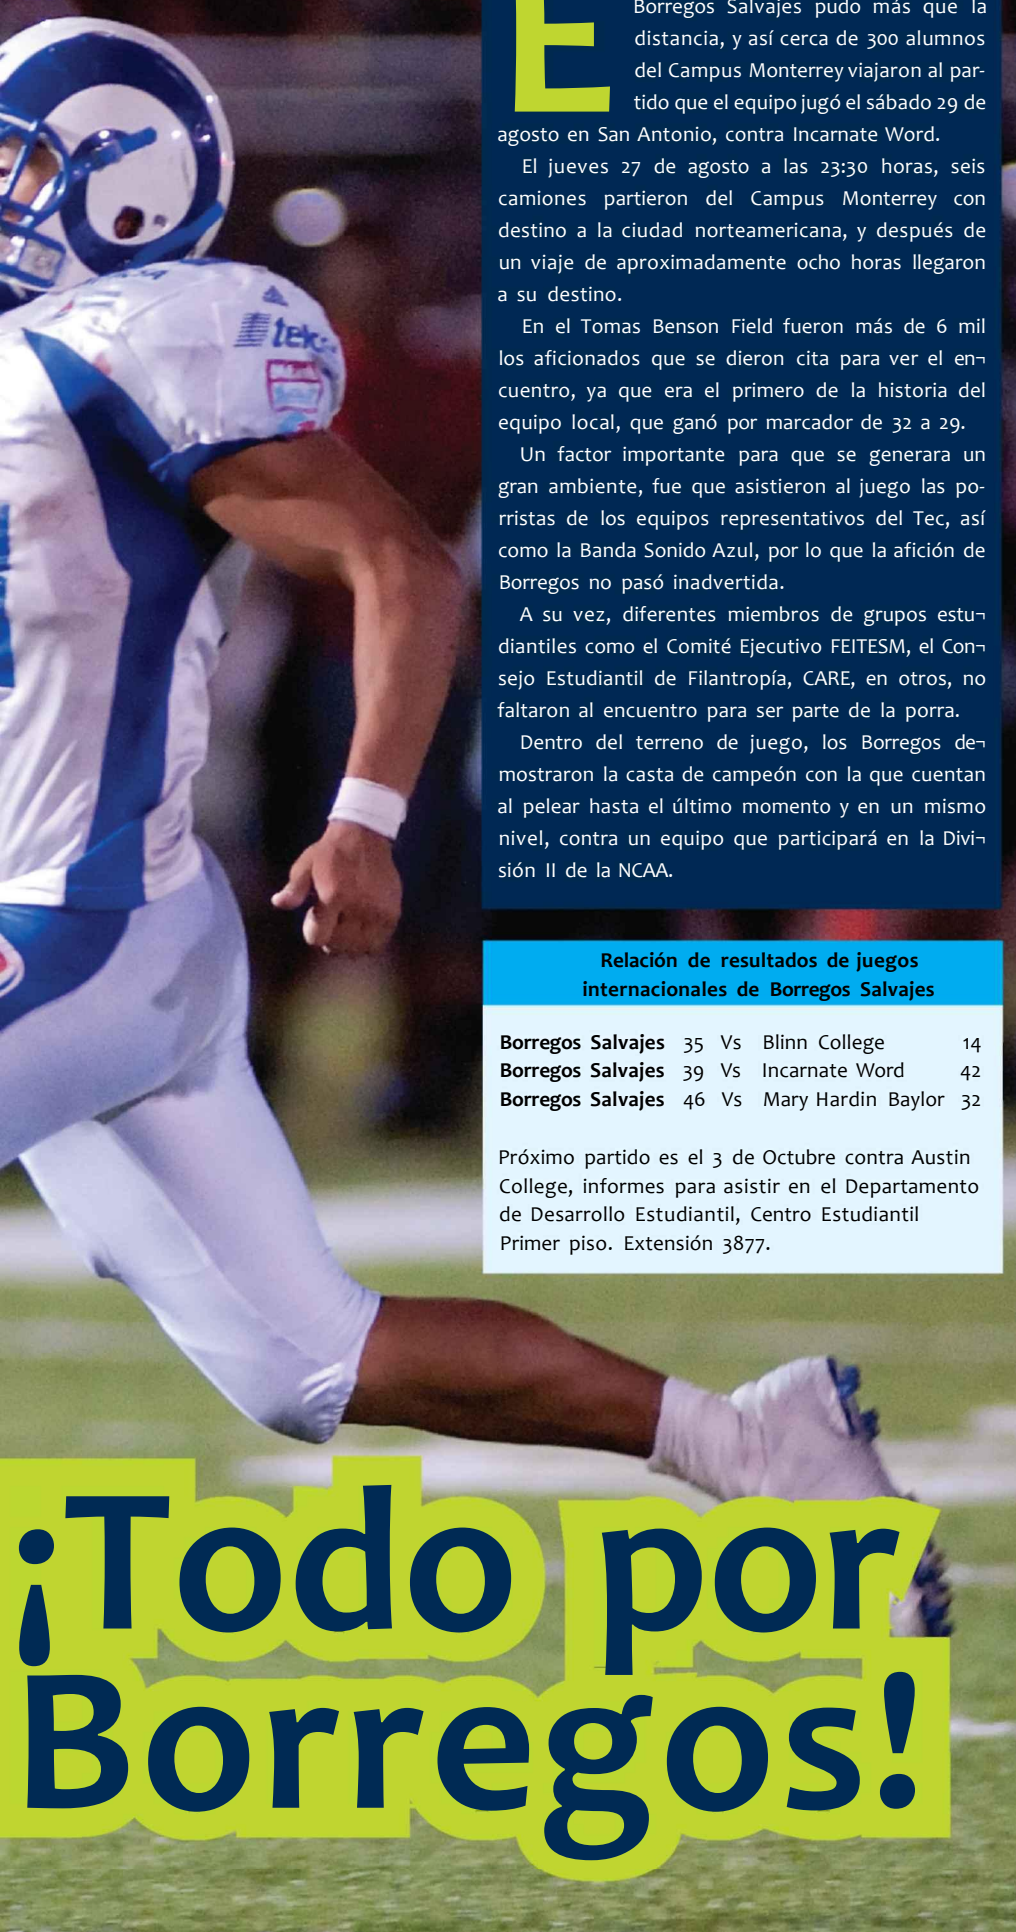 E
Borregos Salvajes pudo más que la
distancia, y así cerca de 300 alumnos
del Campus Monterrey viajaron al par-
tido que el equipo jugó el sábado 29 de
agosto en San Antonio, contra Incarnate Word.
El jueves 27 de agosto a las 23:30 horas, seis
camiones partieron del Campus Monterrey con
destino a la ciudad norteamericana, y después de
un viaje de aproximadamente ocho horas llegaron
a su destino.
En el Tomas Benson Field fueron más de 6 mil
los aficionados que se dieron cita para ver el en¬
cuentro, ya que era el primero de la historia del
equipo local, que ganó por marcador de 32 a 29.
Un factor importante para que se generara un
gran ambiente, fue que asistieron al juego las po-
rristas de los equipos representativos del Tec, así
como la Banda Sonido Azul, por lo que la afición de
Borregos no pasó inadvertida.
A su vez, diferentes miembros de grupos estu¬
diantiles como el Comité Ejecutivo FEITESM, el Con¬
sejo Estudiantil de Filantropía, CARE, en otros, no
faltaron al encuentro para ser parte de la porra.
Dentro del terreno de juego, los Borregos de¬
mostraron la casta de campeón con la que cuentan
al pelear hasta el último momento y en un mismo
nivel, contra un equipo que participará en la Divi¬
sión II de la NCAA.
Relación de resultados de juegos
internacionales de Borregos Salvajes
Borregos Salvajes 35 Vs Blinn College 14
Borregos Salvajes 39 Vs Incarnate Word 42
Borregos Salvajes 46 Vs Mary Hardin Baylor 32
Próximo partido es el 3 de Octubre contra Austin
College, informes para asistir en el Departamento
de Desarrollo Estudiantil, Centro Estudiantil
Primer piso. Extensión 3877.
¡Todo por
Borregos!